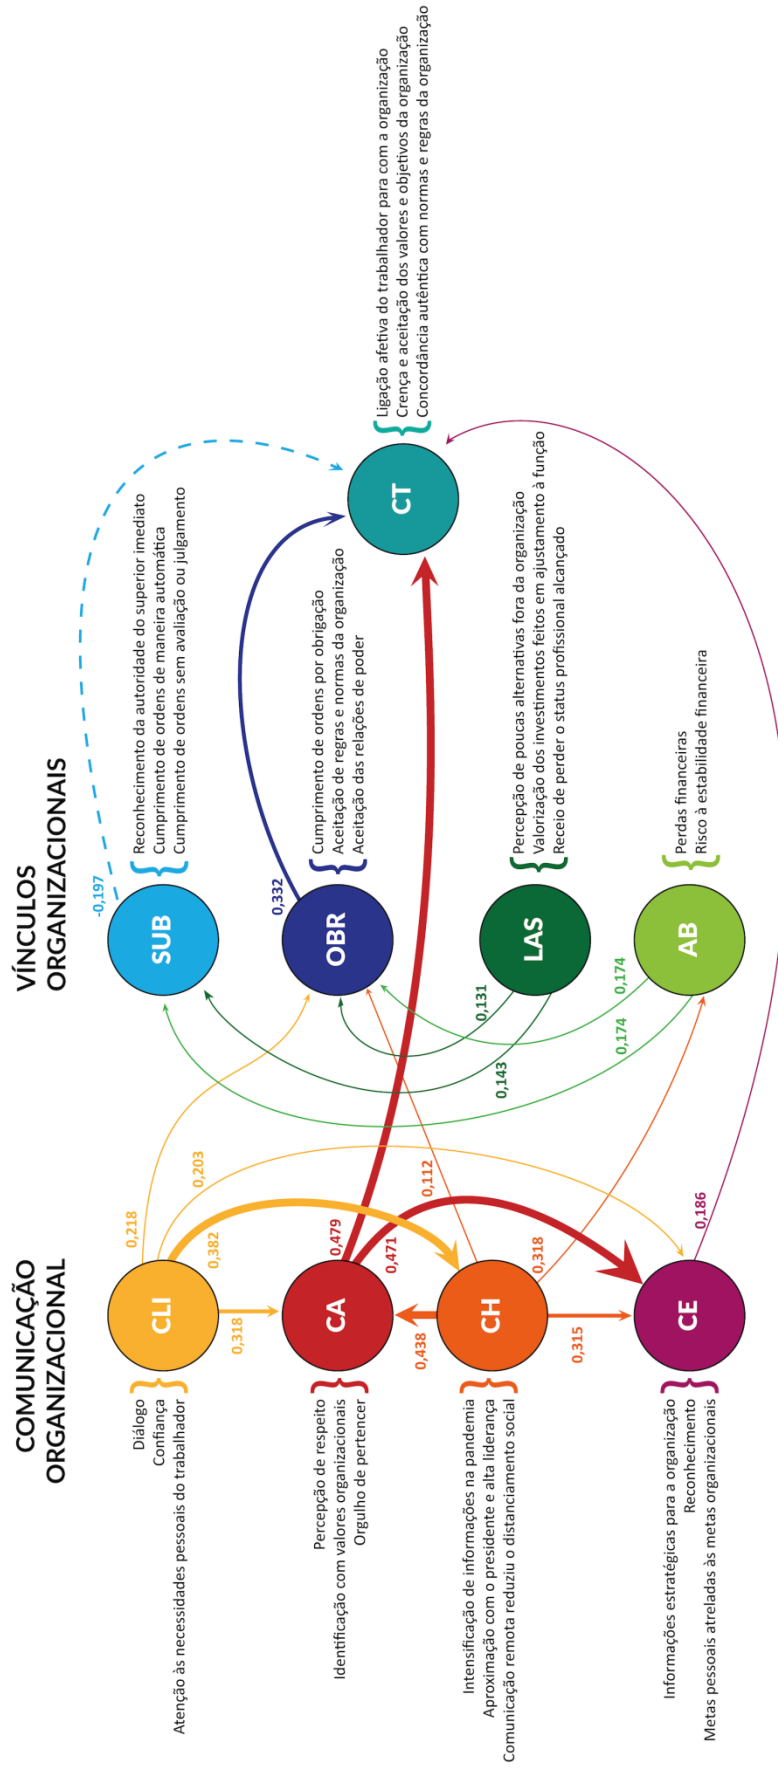 COMUNICAÇÃO
ORGANIZACIONAL
VÍNCULOS
ORGANIZACIONAIS
Diálogo
Confiança
Atenção às necessidades pessoais do trabalhador
CLI
0,318
0,382
0,218
0,203
Percepção de respeito
Identificação com valores organizacionais
Orgulho de pertencer
CA
0,479
0,471
Intensificação de informações na pandemia
Aproximação com o presidente e alta liderança
Comunicação remota reduziu o distanciamento social
CH
0,438
0,315
0,112
0,318
Informações estratégicas para a organização
Reconhecimento
Metas pessoais atreladas às metas organizacionais
CE
0,186
SUB
-0,197
Reconhecimento da autoridade do superior imediato
Cumprimento de ordens de maneira automática
Cumprimento de ordens sem avaliação ou julgamento
OBR
0,332
Cumprimento de ordens por obrigação
Aceitação de regras e normas da organização
Aceitação das relações de poder
LAS
0,131
0,143
Percepção de poucas alternativas fora da organização
Valorização dos investimentos feitos em ajustamento à função
Receio de perder o status profissional alcançado
AB
0,174
0,174
Perdas financeiras
Risco à estabilidade financeira
CT
Ligação afetiva do trabalhador para com a organização
Crença e aceitação dos valores e objetivos da organização
Concordância autêntica com normas e regras da organização